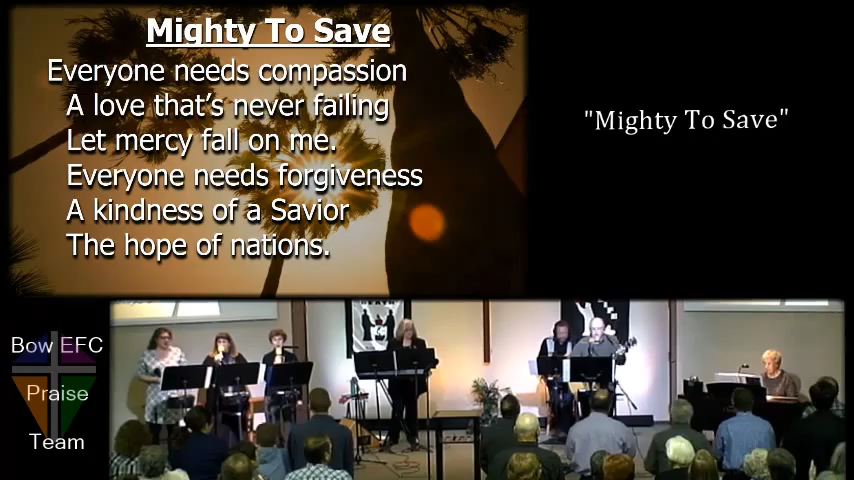 Mighty To Save
Everyone needs compassion
A love that's never failing
Let mercy fall on me.
Everyone needs forgiveness
A kindness of a Savior
The hope of nations.
"Mighty To Save"
Bow EFC
Praise
Team